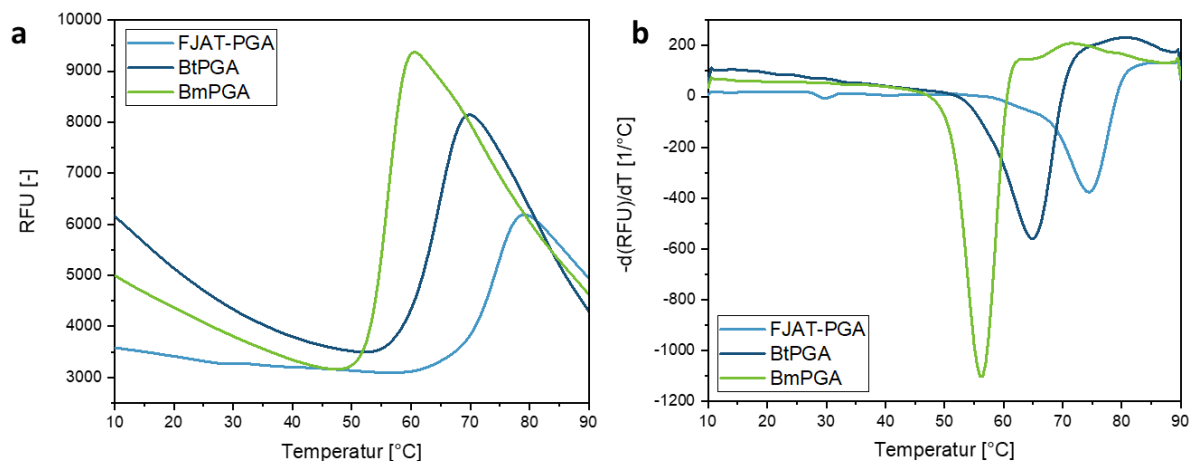 a
RFU [-]
10000
9000
8000
7000
6000
5000
4000
3000
FJAT-PGA
BtPGA
BmPGA
10 20 30 40 50 60 70 80 90
Temperatur [°C]
b
-d(RFU)/dT [1/°C]
200
0
-200
-400
-600
-800
-1000
-1200
FJAT-PGA
BtPGA
BmPGA
10 20 30 40 50 60 70 80 90
Temperatur [°C]